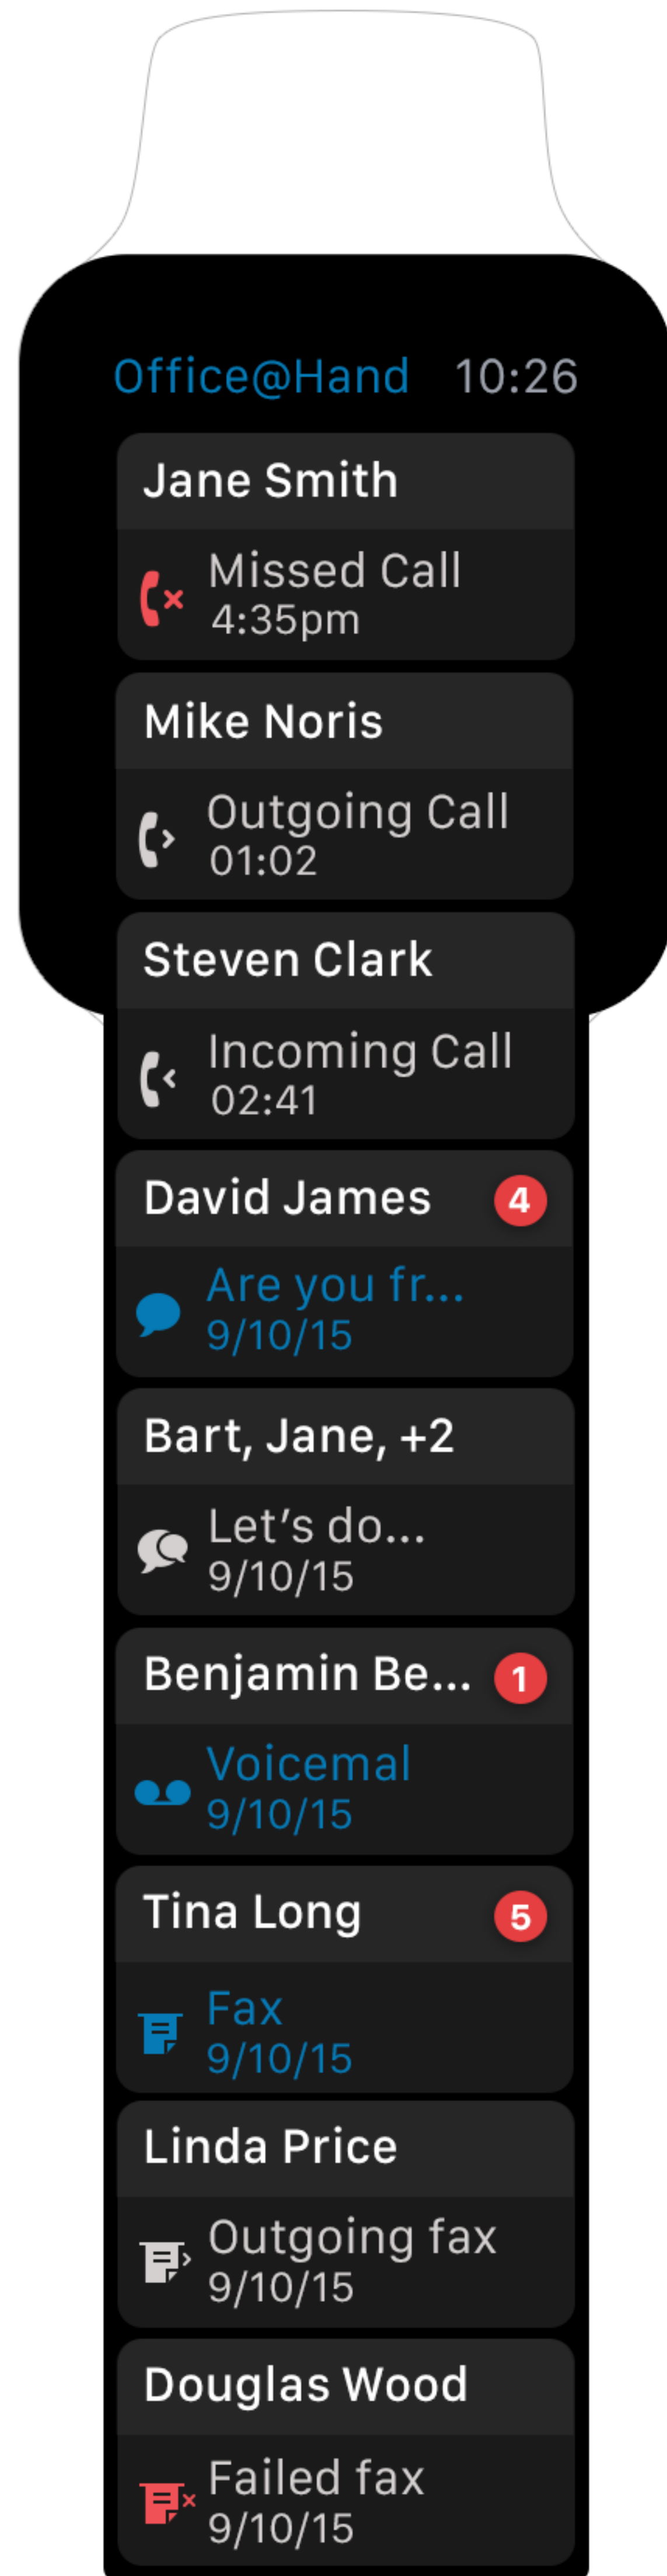 Office@Hand 10:26
Jane Smith
Missed Call
4:35pm
Mike Noris
Outgoing Call
01:02
Steven Clark
Incoming Call
02:41
David James 4
Are you fr...
9/10/15
Bart, Jane, +2
Let’s do...
9/10/15
Benjamin Be... 1
Voicemal
9/10/15
Tina Long 5
Fax
9/10/15
Linda Price
Outgoing fax
9/10/15
Douglas Wood
Failed fax
9/10/15